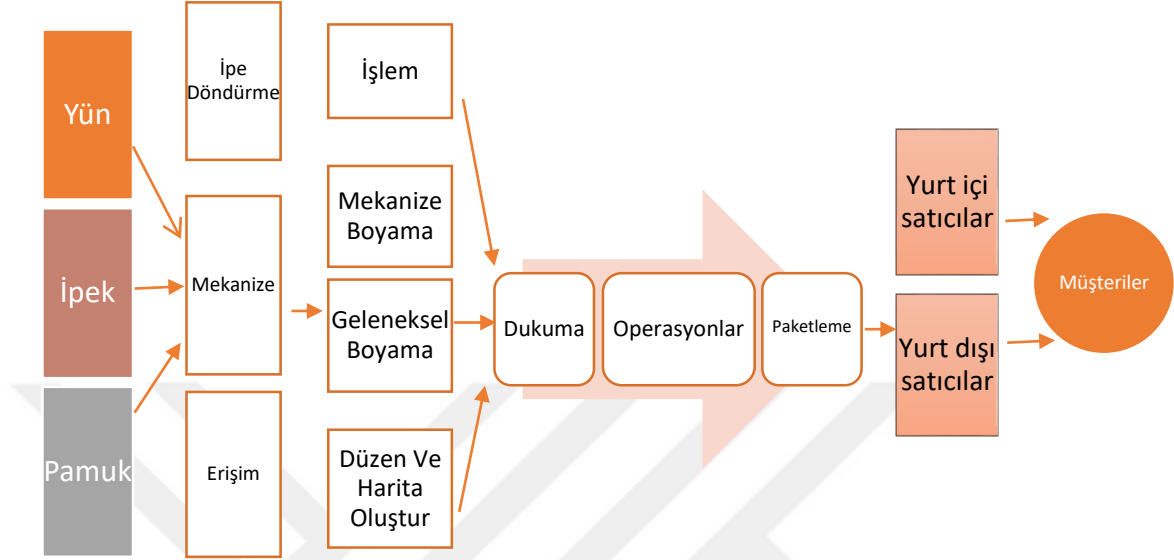 Yün
İpek
Pamuk
İpe
Döndürme
Mekanize
Erişim
İşlem
Mekanize
Boyama
Geleneksel
Boyama
Düzen Ve
Harita
Oluştur
Dukuma
Operasyonlar
Paketleme
Yurt içi
satıcılar
Yurt dışı
satıcılar
Müşteriler